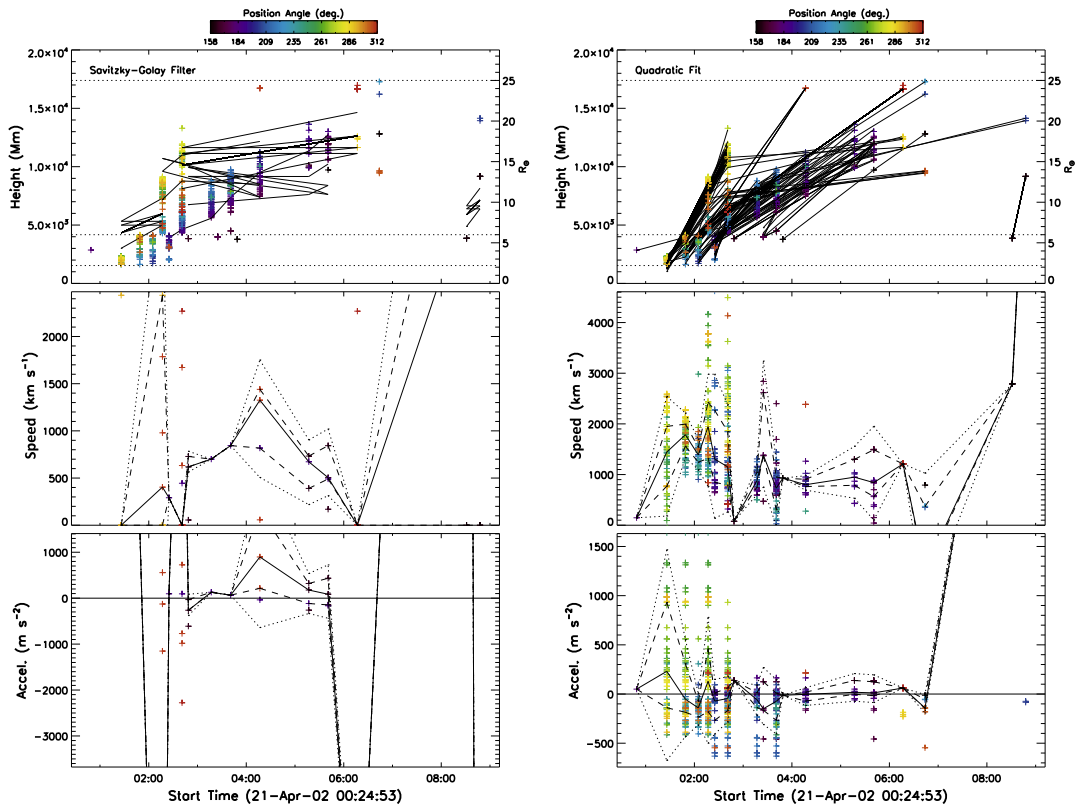 Position Angle (deg.)
158 184 209 235 261 286 312
Savitzky-Golay Filter
Height (Mm)
2.0×10⁴
1.5×10⁴
1.0×10⁴
5.0×10³
0
25
20
15
10
5
0
R⊙
Speed (km s⁻¹)
2000
1500
1000
500
0
Accel. (m s⁻²)
1000
0
-1000
-2000
-3000
02:00 04:00 06:00 08:00
Start Time (21-Apr-02 00:24:53)
Position Angle (deg.)
158 184 209 235 261 286 312
Quadratic Fit
Height (Mm)
2.0×10⁴
1.5×10⁴
1.0×10⁴
5.0×10³
0
25
20
15
10
5
0
R⊙
Speed (km s⁻¹)
4000
3000
2000
1000
0
Accel. (m s⁻²)
1500
1000
500
0
-500
02:00 04:00 06:00 08:00
Start Time (21-Apr-02 00:24:53)